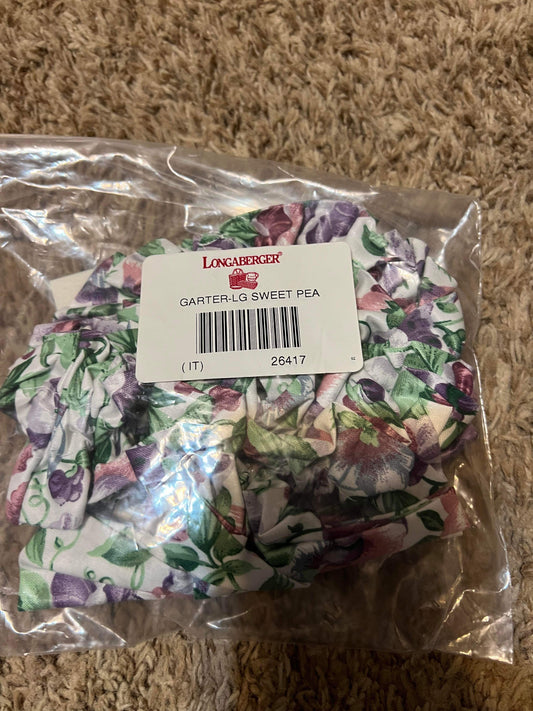 LONGABERGER®
GARTER-LG SWEET PEA
(IT) 26417